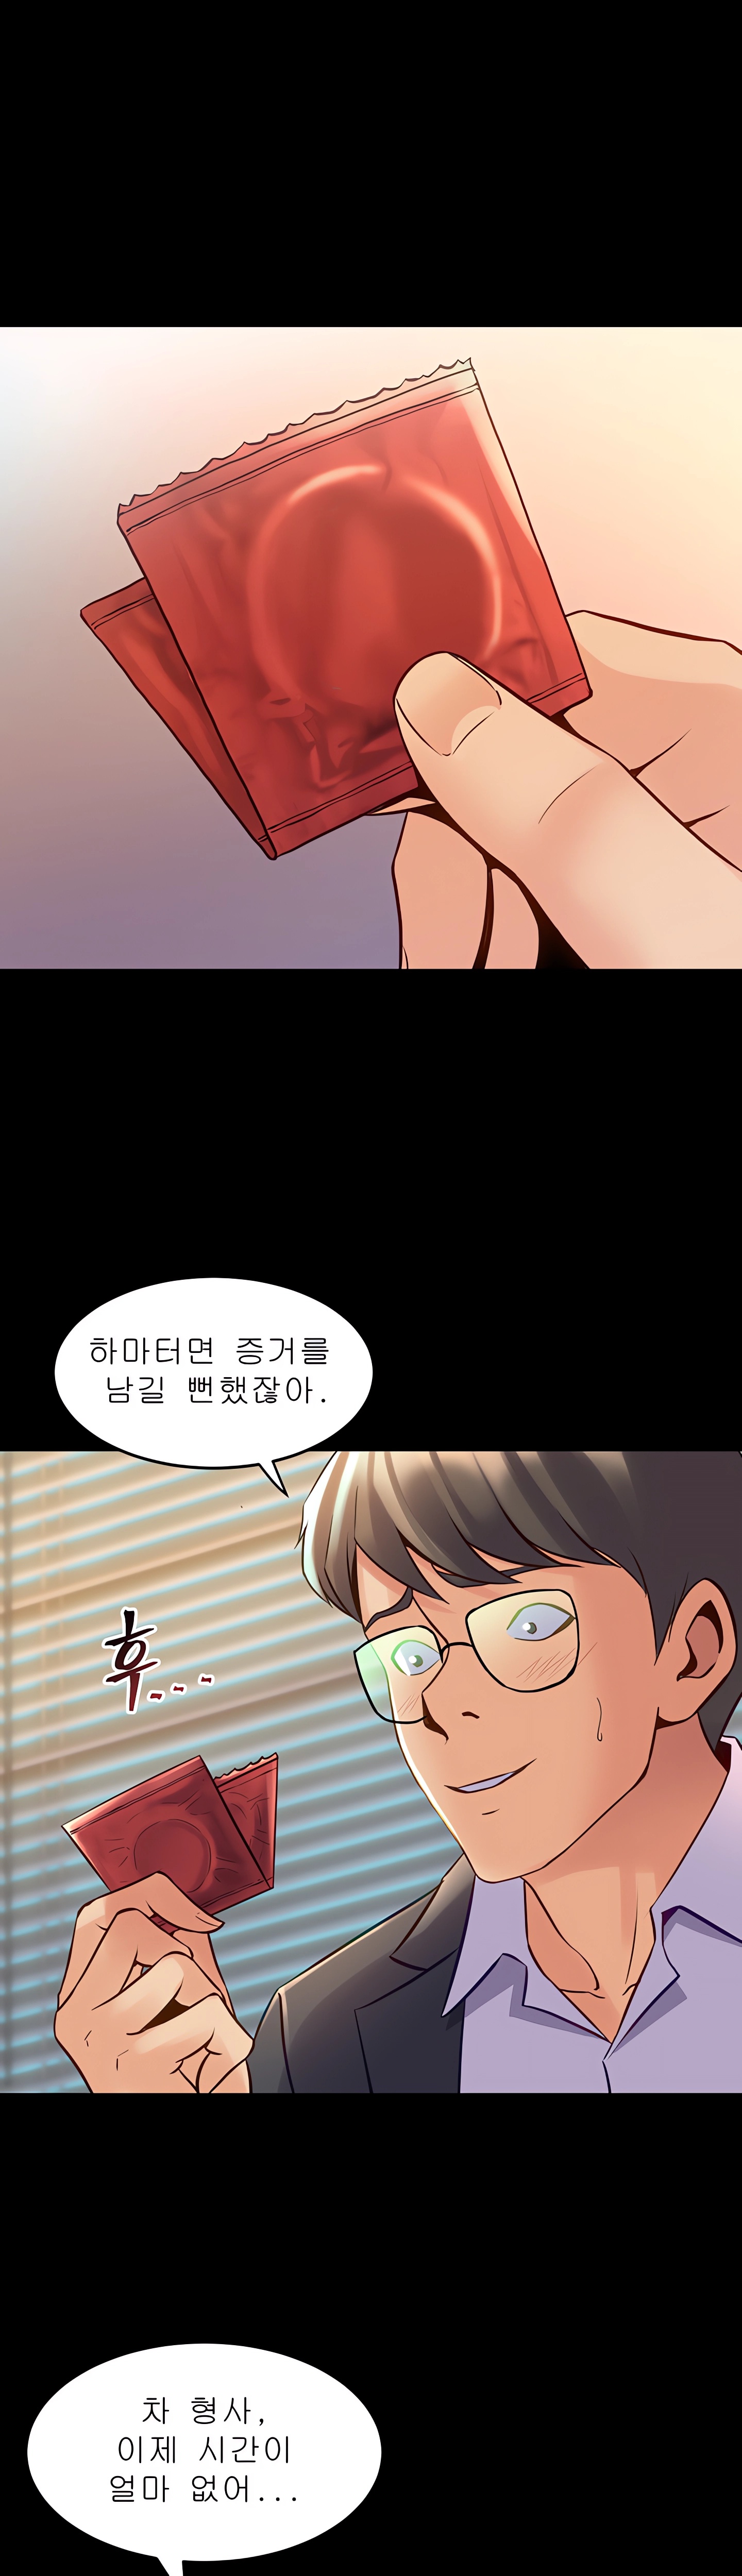 하마터면 증거를
남길 뻔했잖아.
후...
차 형사,
이제 시간이
얼마 없어...